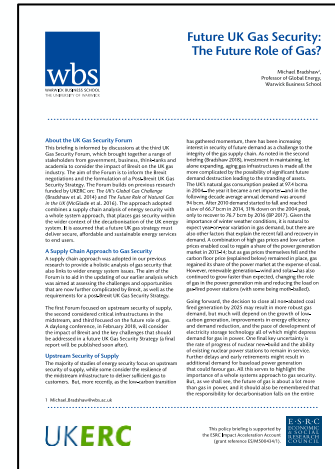 wbs
WARWICK BUSINESS SCHOOL
THE UNIVERSITY OF WARWICK
Future UK Gas Security:
The Future Role of Gas?
Michael Bradshaw¹,
Professor of Global Energy,
Warwick Business School
About the UK Gas Security Forum
This briefing is informed by discussions at the third UK
Gas Security Forum, which brought together a range of
stakeholders from government, business, think-tanks and
academia to consider the impact of Brexit on the UK gas
industry. The aim of the Forum is to inform the Brexit
negotiations and the formulation of a Post-Brexit UK Gas
Security Strategy. The Forum builds on previous research
funded by UKERC on: The UK's Global Gas Challenge
(Bradshaw et al. 2014) and The Future Role of Natural Gas
in the UK (McGlade et al. 2016). The approach adopted
combines a supply chain analysis of energy security with
a whole system approach, that places gas security within
the wider context of the decarbonisation of the UK energy
system. It is assumed that a future UK gas strategy must
deliver secure, affordable and sustainable energy services
to end users.
A Supply Chain Approach to Gas Security
A supply chain approach was adopted in our previous
research to provide a holistic analysis of gas security that
also links to wider energy system issues. The aim of the
Forum is to aid in the updating of our earlier analysis which
was aimed at assessing the challenges and opportunities
that are now further complicated by Brexit, as well as the
requirements for a post-Brexit UK Gas Security Strategy.
The first Forum focused on upstream security of supply,
the second considered critical infrastructures in the
midstream, and third focused on the future role of gas.
A daylong conference, in February 2018, will consider
the impact of Brexit and the key challenges that should
be addressed in a future UK Gas Security Strategy (a final
report will be published soon after).
Upstream Security of Supply
The majority of studies of energy security focus on upstream
security of supply, while some consider the resilience of
the midstream infrastructure to deliver sufficient gas to
customers. But, more recently, as the low-carbon transition
has gathered momentum, there has been increasing
interest in security of future demand as a challenge to the
integrity of the gas supply chain. As noted in the second
briefing (Bradshaw 2018), investment in maintaining, let
alone expanding, aging gas infrastructures is made all the
more complicated by the possibility of significant future
demand destruction leading to the stranding of assets.
The UK's natural gas consumption peaked at 97.4 bcma
in 2004—the year it became a net importer—and in the
following decade average annual demand was around
94 bcm. After 2010 demand started to fall and reached
a low of 66.7 bcm in 2014, 31% down on the 2004 peak,
only to recover to 76.7 bcm by 2016 (BP 2017). Given the
importance of winter weather conditions, it is natural to
expect year-on-year variation in gas demand, but there are
also other factors that explain the recent fall and recovery in
demand. A combination of high gas prices and low carbon
prices enabled coal to regain a share of the power generation
market in 2013-14; but as gas prices themselves fell and the
carbon floor price (explained below) remained in place, gas
regained its share of the power market at the expense of coal.
However, renewable generation—wind and solar—has also
continued to grow faster than expected, changing the role
of gas in the power generation mix and reducing the load on
gas-fired power stations (with some being moth-balled).
Going forward, the decision to close all non-abated coal
fired generation by 2025 may result in more robust gas
demand, but much will depend on the growth of low-
carbon generation, improvements in energy efficiency
and demand reduction, and the pace of development of
electricity storage technology all of which might depress
demand for gas in power. One final key uncertainty is
the rate of progress of nuclear new-build and the ability
of existing nuclear power stations to remain in service.
Further delays and early retirements might result in
additional demand for baseload power generation
that could favour gas. All this serves to highlight the
importance of a whole systems approach to gas security.
But, as we shall see, the future of gas is about a lot more
than gas in power, and it should also be remembered that
the responsibility for decarbonisation falls on the entire
1 Michael.Bradshaw@wbs.ac.uk
UKERC
This policy briefing is supported by
the ESRC Impact Acceleration Account
E·S·R·C
ECONOMIC
& SOCIAL
RESEARCH
COUNCIL